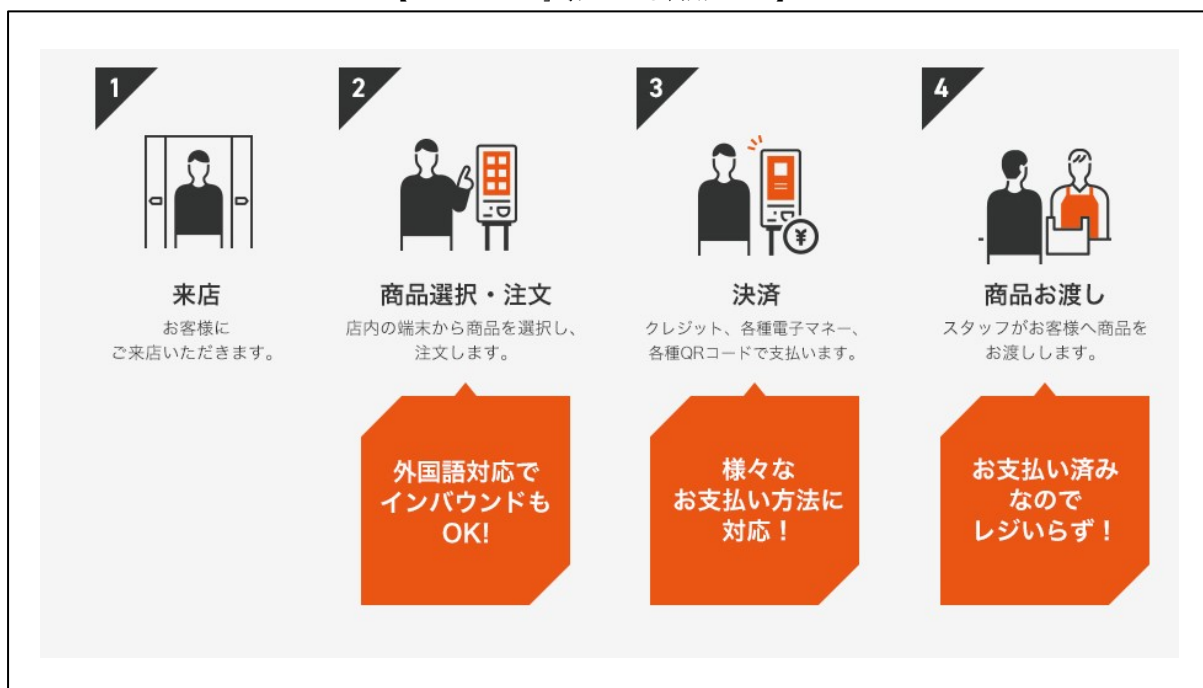 1
来店
お客様に
ご来店いただきます。
2
商品選択・注文
店内の端末から商品を選択し、
注文します。
外国語対応で
インバウンドも
OK!
3
¥
決済
クレジット、各種電子マネー、
各種QRコードで支払います。
様々な
お支払い方法に
対応！
4
商品お渡し
スタッフがお客様へ商品を
お渡しします。
お支払い済み
なので
レジいらず！